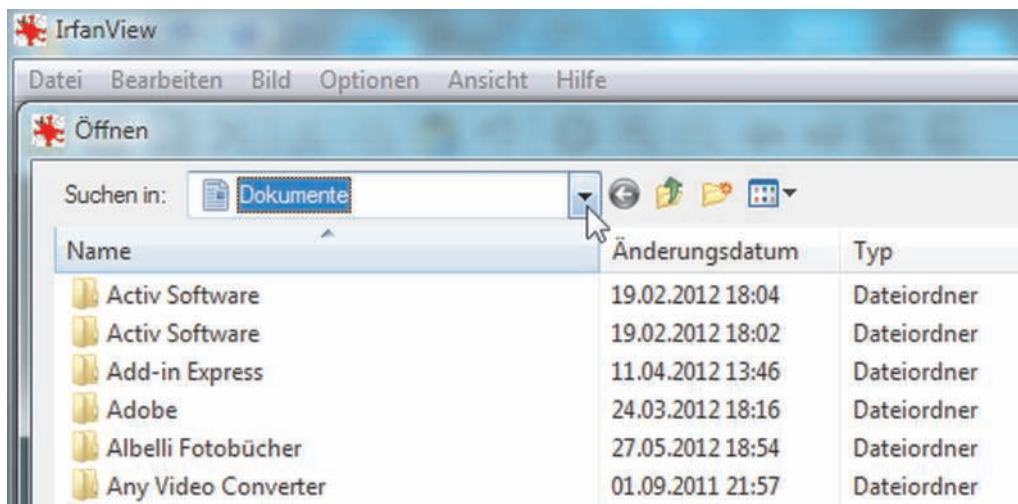 IrfanView
Datei Bearbeiten Bild Optionen Ansicht Hilfe
Öffnen
Suchen in: Dokumente
Name Änderungsdatum Typ
Activ Software 19.02.2012 18:04 Dateiordner
Activ Software 19.02.2012 18:02 Dateiordner
Add-in Express 11.04.2012 13:46 Dateiordner
Adobe 24.03.2012 18:16 Dateiordner
Albelli Fotobücher 27.05.2012 18:54 Dateiordner
Any Video Converter 01.09.2011 21:57 Dateiordner